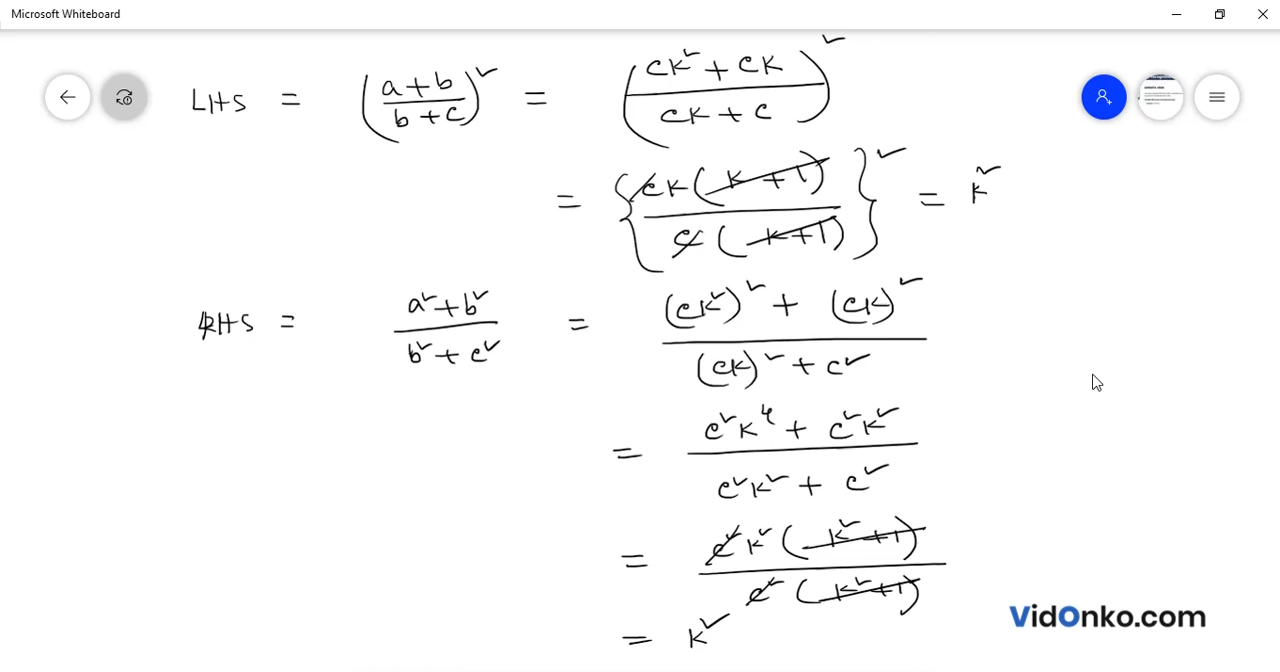 Microsoft Whiteboard
LHS = ((a+b)/(b+c))² = ((ck²+ck)/(ck+c))²
= {ck(k+1)/c(k+1)}² = k²
RHS = (a²+b²)/(b²+c²) = ((ck²)²+(ck)²)/((ck)²+c²)
= (c²k⁴+c²k²)/(c²k²+c²)
= c²k²(k²+1)/c²(k²+1)
= k²
VidOnko.com